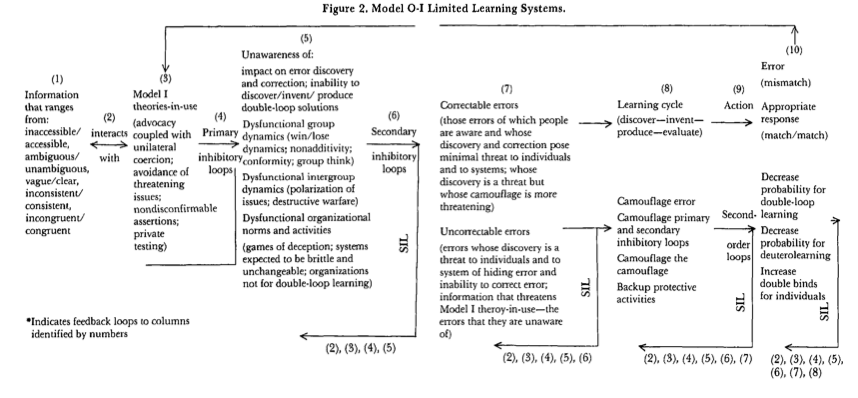 Figure 2. Model O-I Limited Learning Systems.
(1)
Information
that ranges
from:
inaccessible/
accessible,
ambiguous/
unambiguous,
vague/clear,
inconsistent/
consistent,
incongruent/
congruent
(2)
interacts
with
(3)
Model I
theories-in-use
(advocacy
coupled with
unilateral
coercion;
avoidance of
threatening
issues;
nondisconfirmable
assertions;
private
testing)
(4)
Primary
inhibitory
loops
(5)
Unawareness of:
impact on error discovery
and correction; inability to
discover/invent/ produce
double-loop solutions
Dysfunctional group
dynamics (win/lose
dynamics; nonadditivity;
conformity; group think)
Dysfunctional intergroup
dynamics (polarization of
issues; destructive warfare)
Dysfunctional organizational
norms and activities
(games of deception; systems
expected to be brittle and
unchangeable; organizations
not for double-loop learning)
(6)
Secondary
inhibitory
loops
SIL
(2), (3), (4), (5)
(7)
Correctable errors
(those errors of which people
are aware and whose
discovery and correction pose
minimal threat to individuals
and to systems; whose
discovery is a threat but
whose camouflage is more
threatening)
Uncorrectable errors
(errors whose discovery is a
threat to individuals and to
system of hiding error and
inability to correct error;
information that threatens
Model I theroy-in-use—the
errors that they are unaware
of)
SIL
(2), (3), (4), (5), (6)
(8)
Learning cycle
(discover—invent—
produce—evaluate)
Camouflage error
Camouflage primary
and secondary
inhibitory loops
Camouflage the
camouflage
Backup protective
activities
(9)
Action
Second-
order
loops
SIL
(2), (3), (4), (5), (6), (7)
(10)
Error
(mismatch)
Appropriate
response
(match/match)
Decrease
probability for
double-loop
learning
Decrease
probability for
deuterolearning
Increase
double binds
for individuals
SIL
(2), (3), (4), (5),
(6), (7), (8)
*Indicates feedback loops to columns
identified by numbers